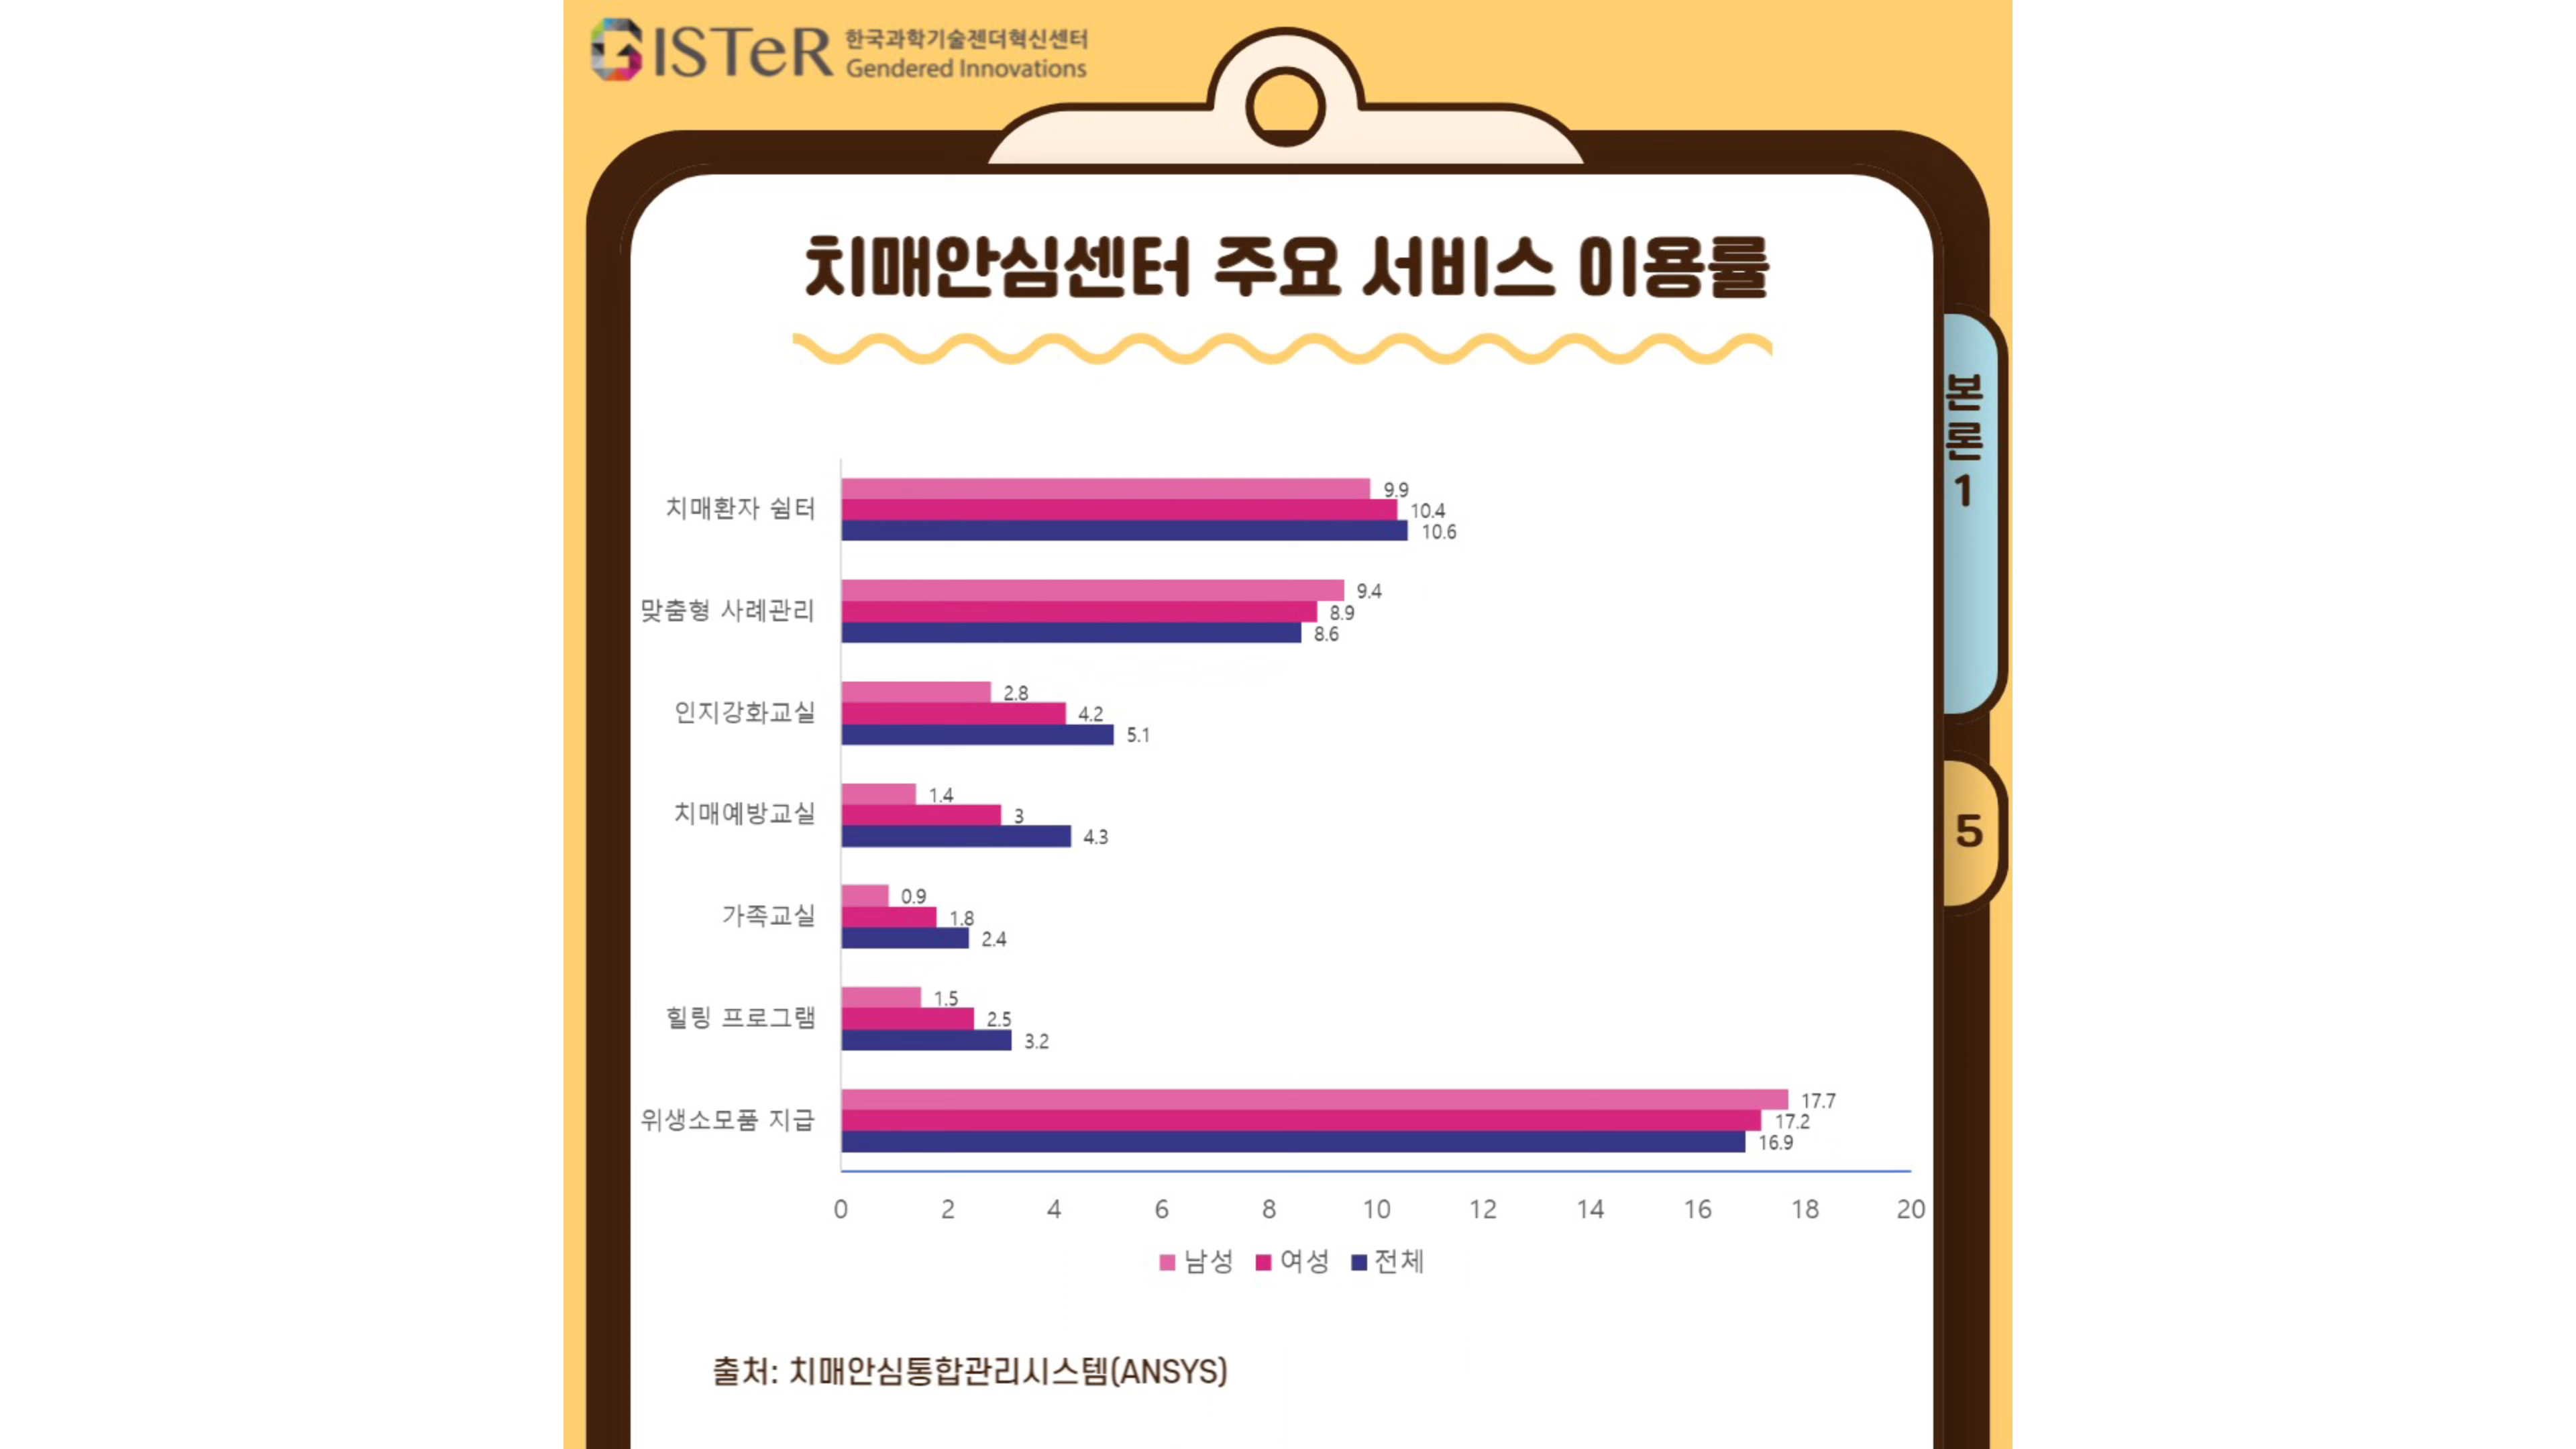 GISTeR 한국과학기술젠더혁신센터
Gendered Innovations
치매안심센터 주요 서비스 이용률
본론1
5
치매환자 쉼터
9.9
10.4
10.6
맞춤형 사례관리
9.4
8.9
8.6
인지강화교실
2.8
4.2
5.1
치매예방교실
1.4
3
4.3
가족교실
0.9
1.8
2.4
힐링 프로그램
1.5
2.5
3.2
위생소모품 지급
17.7
17.2
16.9
0 2 4 6 8 10 12 14 16 18 20
남성 여성 전체
출처: 치매안심통합관리시스템(ANSYS)